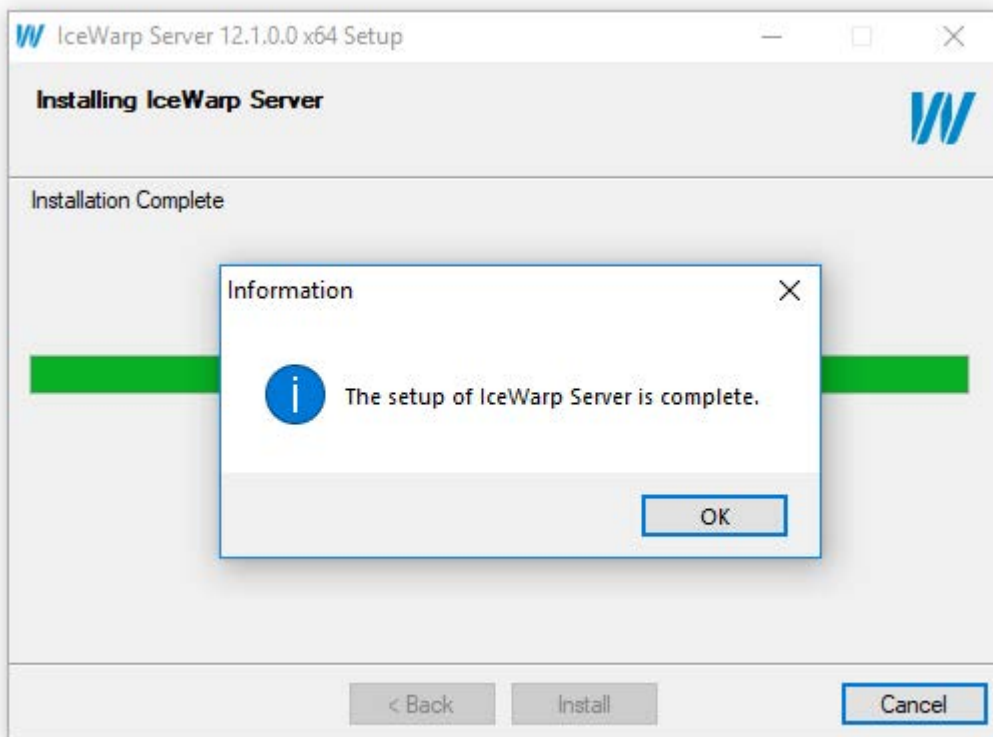 IceWarp Server 12.1.0.0 x64 Setup
Installing IceWarp Server
Installation Complete
Information
The setup of IceWarp Server is complete.
OK
< Back
Install
Cancel